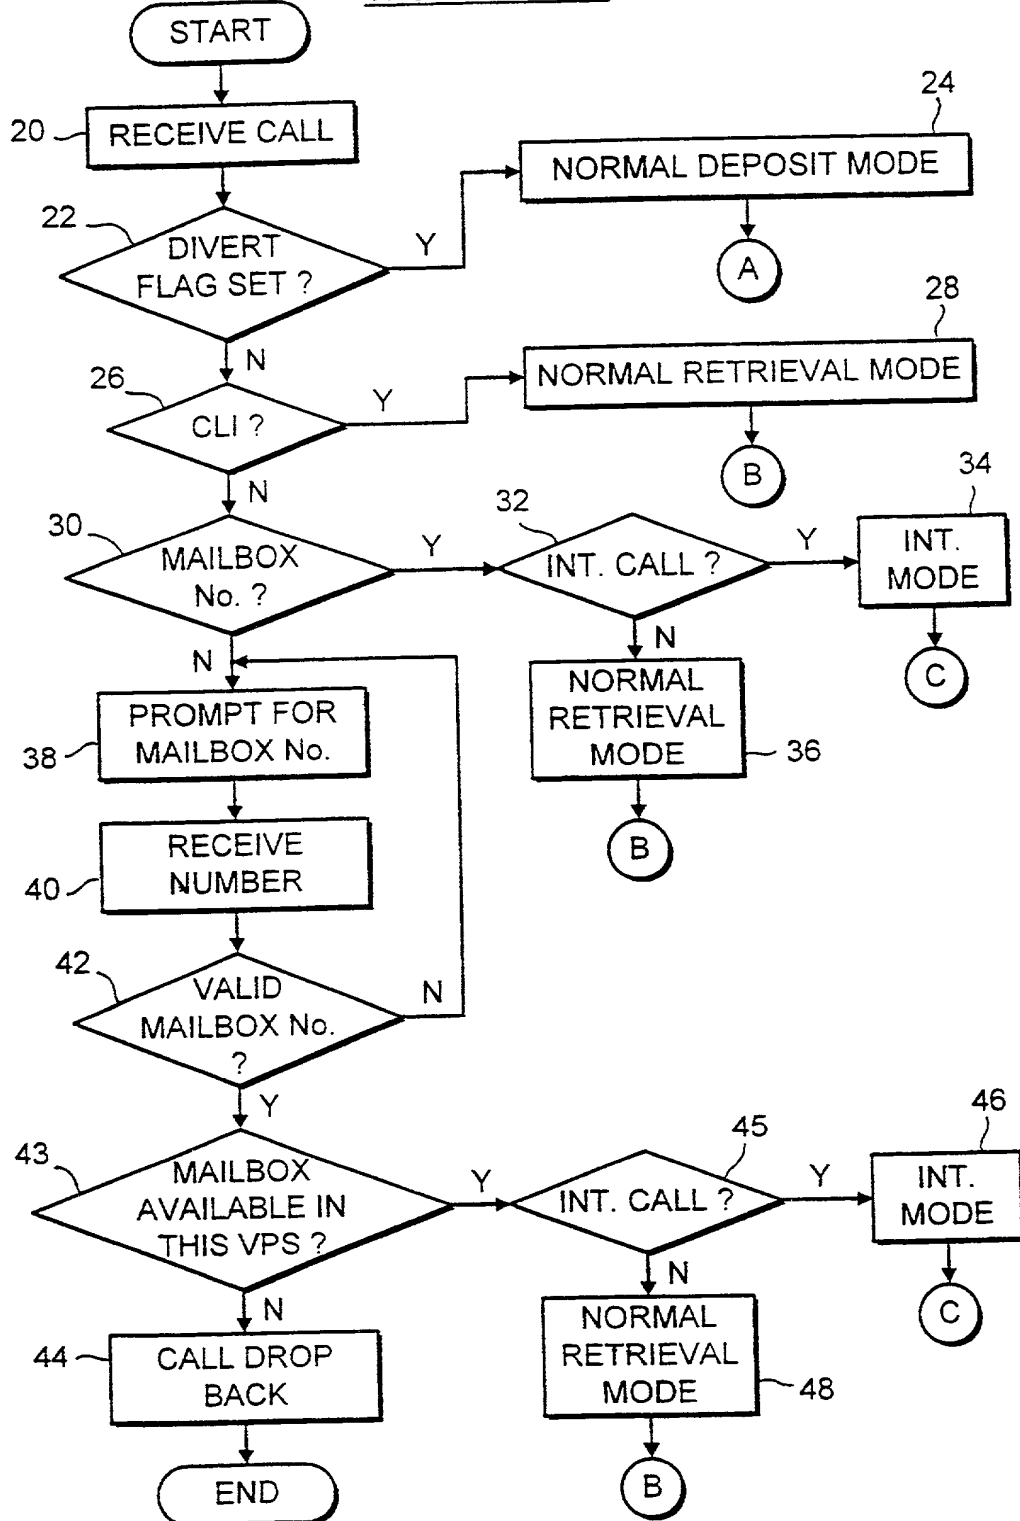 START
20
RECEIVE CALL
24
NORMAL DEPOSIT MODE
22
DIVERT
FLAG SET ?
Y
A
N
28
NORMAL RETRIEVAL MODE
26
CLI ?
Y
B
N
30
MAILBOX
No. ?
Y
32
INT. CALL ?
Y
34
INT.
MODE
C
N
N
NORMAL
RETRIEVAL
MODE
36
B
38
PROMPT FOR
MAILBOX No.
40
RECEIVE
NUMBER
42
VALID
MAILBOX No.
?
N
Y
43
MAILBOX
AVAILABLE IN
THIS VPS ?
Y
45
INT. CALL ?
Y
46
INT.
MODE
C
N
N
44
CALL DROP
BACK
NORMAL
RETRIEVAL
MODE
48
B
END